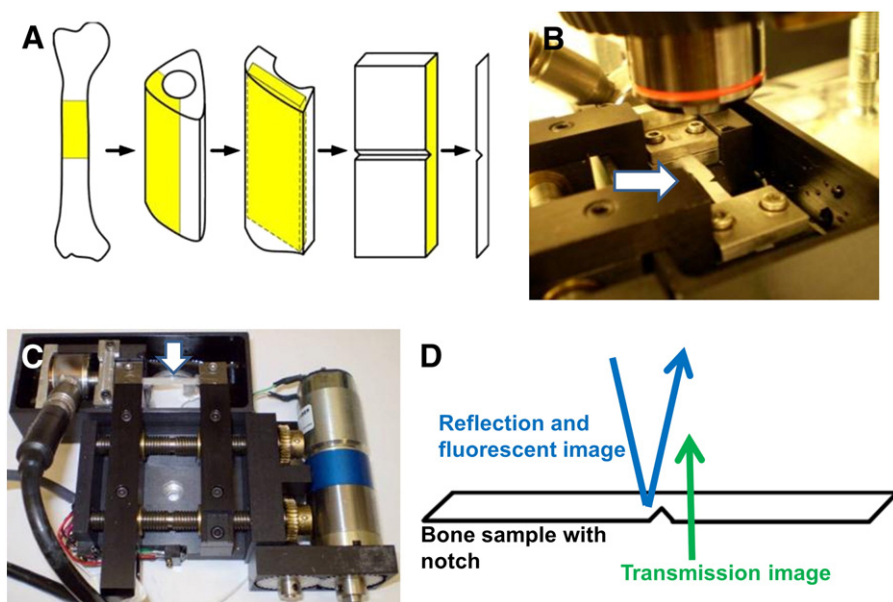 A
B
C
D
Reflection and
fluorescent image
Bone sample with
notch
Transmission image